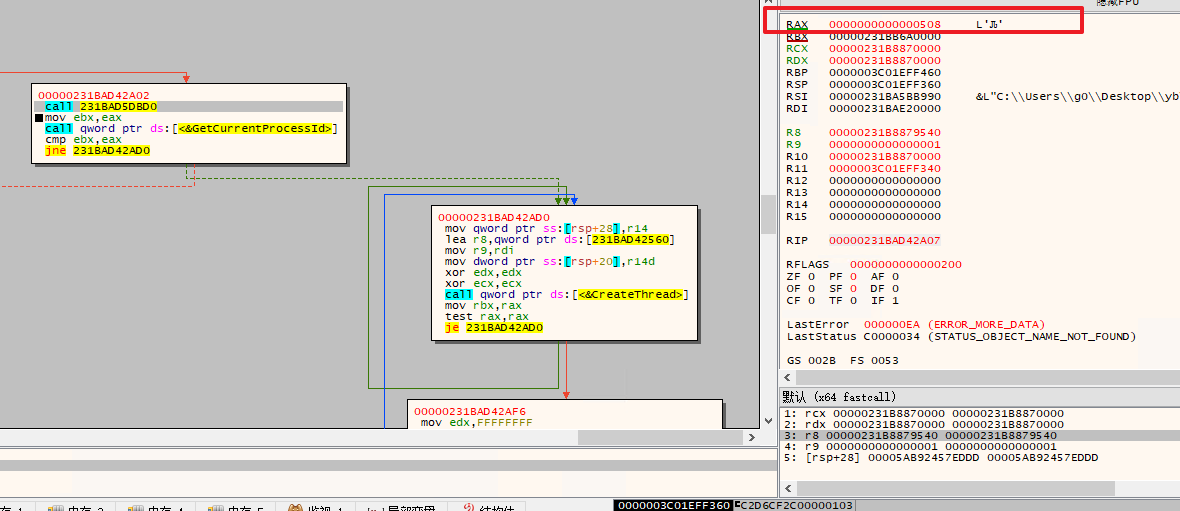 隐藏FPU
RAX 0000000000000508 L'Ԉ'
RBX 00000231BB6A0000
RCX 00000231B8870000
RDX 00000231B8870000
RBP 0000003C01EFF460
RSP 0000003C01EFF360
RSI 00000231BA5BB990 &L"C:\\Users\\gO\\Desktop\\yb
RDI 00000231BAE20000
R8 00000231B8879540
R9 0000000000000001
R10 00000231B8870000
R11 0000003C01EFF340
R12 0000000000000000
R13 0000000000000000
R14 0000000000000000
R15 0000000000000000
RIP 00000231BAD42A07
RFLAGS 0000000000000200
ZF 0 PF 0 AF 0
OF 0 SF 0 DF 0
CF 0 TF 0 IF 1
LastError 000000EA (ERROR_MORE_DATA)
LastStatus C0000034 (STATUS_OBJECT_NAME_NOT_FOUND)
GS 002B FS 0053
00000231BAD42A02
call 231BAD5DBD0
mov ebx,eax
call qword ptr ds:[<&GetCurrentProcessId>]
cmp ebx,eax
jne 231BAD42AD0
00000231BAD42AD0
mov qword ptr ss:[rsp+28],r14
lea r8,qword ptr ds:[231BAD42560]
mov r9,rdi
mov dword ptr ss:[rsp+20],r14d
xor edx,edx
xor ecx,ecx
call qword ptr ds:[<&CreateThread>]
mov rbx,rax
test rax,rax
je 231BAD42AD0
00000231BAD42AF6
mov edx,FFFFFFFF
默认 (x64 fastcall)
1: rcx 00000231B8870000 00000231B8870000
2: rdx 00000231B8870000 00000231B8870000
3: r8 00000231B8879540 00000231B8879540
4: r9 0000000000000001 0000000000000001
5: [rsp+28] 00005AB92457EDDD 00005AB92457EDDD
0000003C01EFF360 C2D6CF2C00000103